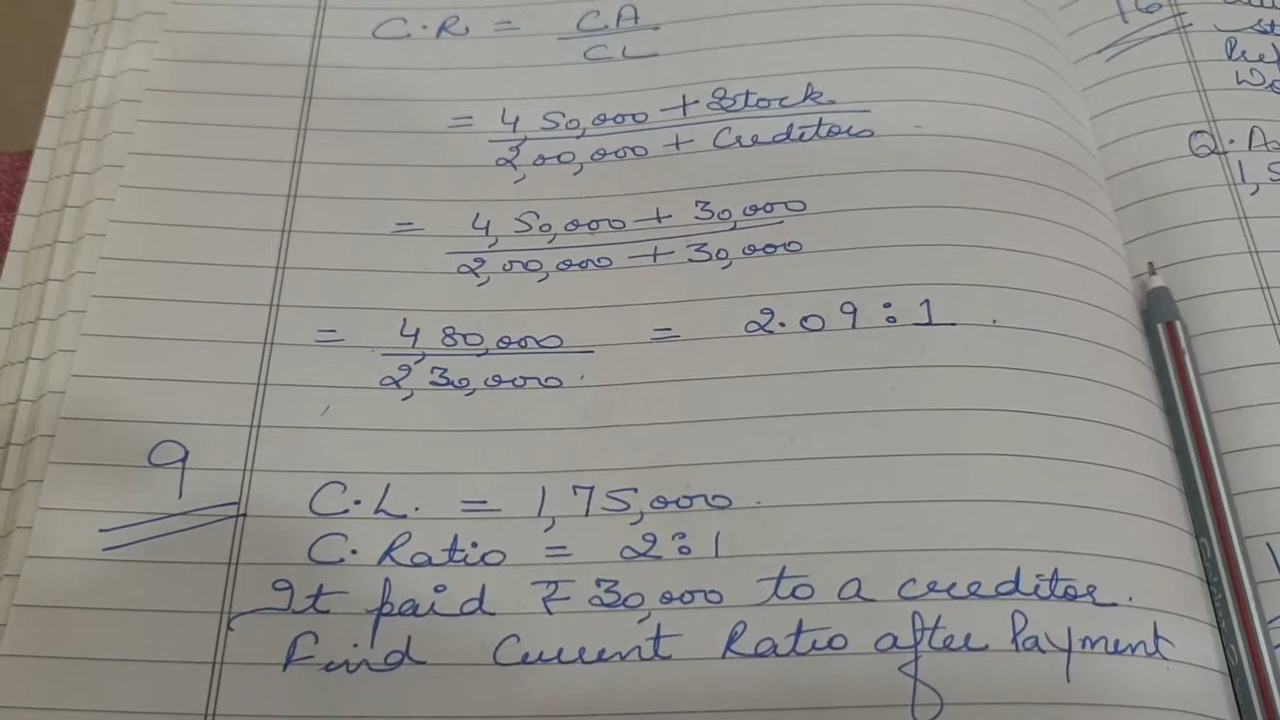 C.R. = CA
CL
= 4,50,000 + Stock
2,00,000 + Creditors
= 4,50,000 + 30,000
2,00,000 + 30,000
= 4,80,000 = 2.09 : 1.
2,30,000.
9
C.L. = 1,75,000.
C. Ratio = 2:1
It paid ₹ 30,000 to a creditor.
Find Current Ratio after Payment
16
Q. A